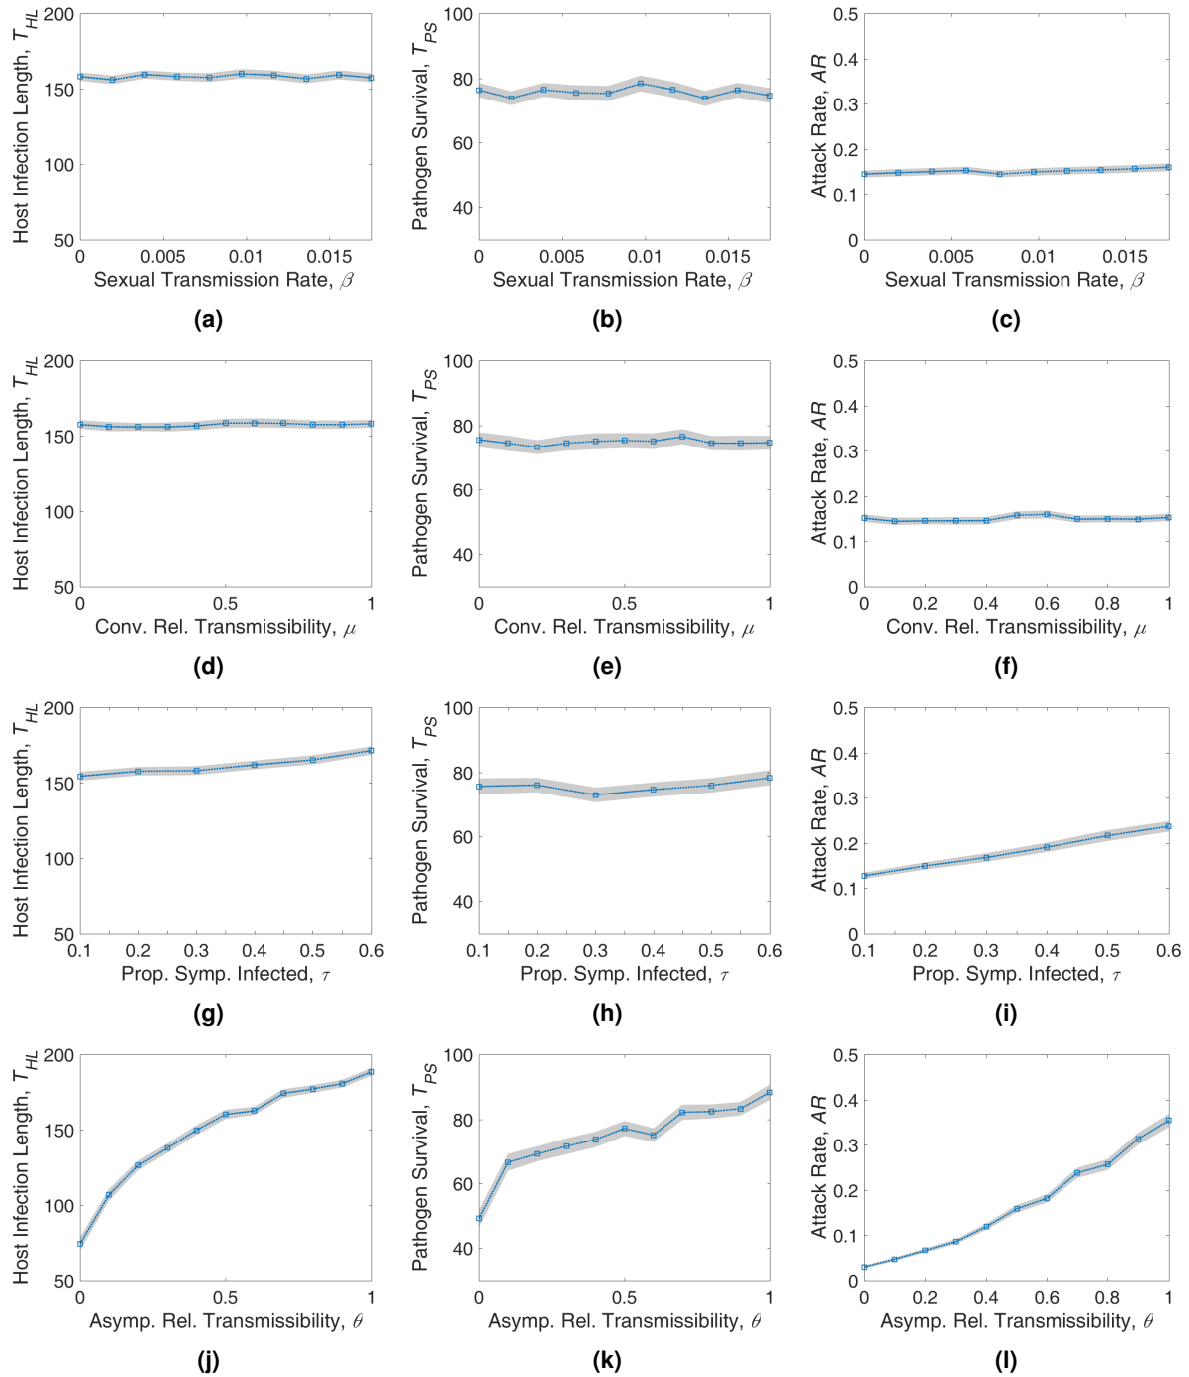 200
150
100
50
Host Infection Length, T_HL
0 0.005 0.01 0.015
Sexual Transmission Rate, β
(a)
100
80
60
40
Pathogen Survival, T_PS
0 0.005 0.01 0.015
Sexual Transmission Rate, β
(b)
0.5
0.4
0.3
0.2
0.1
0
Attack Rate, AR
0 0.005 0.01 0.015
Sexual Transmission Rate, β
(c)
200
150
100
50
Host Infection Length, T_HL
0 0.5 1
Conv. Rel. Transmissibility, μ
(d)
100
80
60
40
Pathogen Survival, T_PS
0 0.5 1
Conv. Rel. Transmissibility, μ
(e)
0.5
0.4
0.3
0.2
0.1
0
Attack Rate, AR
0 0.2 0.4 0.6 0.8 1
Conv. Rel. Transmissibility, μ
(f)
200
150
100
50
Host Infection Length, T_HL
0.1 0.2 0.3 0.4 0.5 0.6
Prop. Symp. Infected, τ
(g)
100
80
60
40
Pathogen Survival, T_PS
0.1 0.2 0.3 0.4 0.5 0.6
Prop. Symp. Infected, τ
(h)
0.5
0.4
0.3
0.2
0.1
0
Attack Rate, AR
0.1 0.2 0.3 0.4 0.5 0.6
Prop. Symp. Infected, τ
(i)
200
150
100
50
Host Infection Length, T_HL
0 0.5 1
Asymp. Rel. Transmissibility, θ
(j)
100
80
60
40
Pathogen Survival, T_PS
0 0.5 1
Asymp. Rel. Transmissibility, θ
(k)
0.5
0.4
0.3
0.2
0.1
0
Attack Rate, AR
0 0.2 0.4 0.6 0.8 1
Asymp. Rel. Transmissibility, θ
(l)